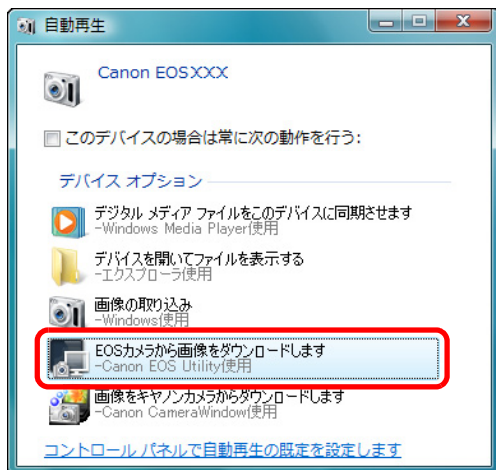 自動再生
Canon EOSXXX
このデバイスの場合は常に次の動作を行う:
デバイス オプション
デジタル メディア ファイルをこのデバイスに同期させます
-Windows Media Player使用
デバイスを開いてファイルを表示する
-エクスプローラ使用
画像の取り込み
-Windows使用
EOSカメラから画像をダウンロードします
-Canon EOS Utility使用
画像をキヤノンカメラからダウンロードします
-Canon CameraWindow使用
コントロール パネルで自動再生の既定を設定します